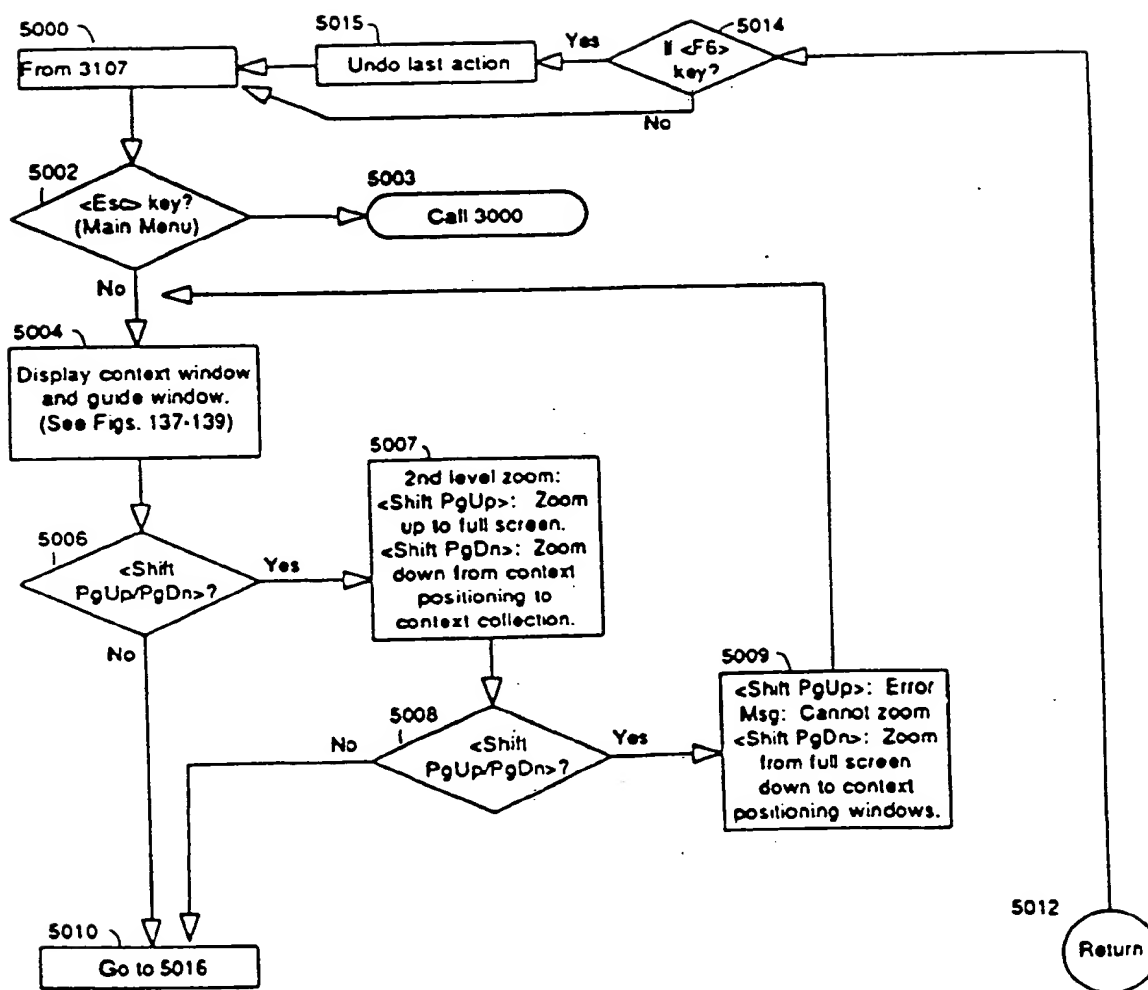 5000
From 3107
5015
Undo last action
Yes
5014
If <F6>
key?
No
5002
<Esc> key?
(Main Menu)
5003
Call 3000
No
5004
Display context window
and guide window.
(See Figs. 137-139)
5006
<Shift
PgUp/PgDn>?
Yes
No
5007
2nd level zoom:
<Shift PgUp>: Zoom
up to full screen.
<Shift PgDn>: Zoom
down from context
positioning to
context collection.
5008
<Shift
PgUp/PgDn>?
No
Yes
5009
<Shift PgUp>: Error
Msg: Cannot zoom
<Shift PgDn>: Zoom
from full screen
down to context
positioning windows.
5010
Go to 5016
5012
Return